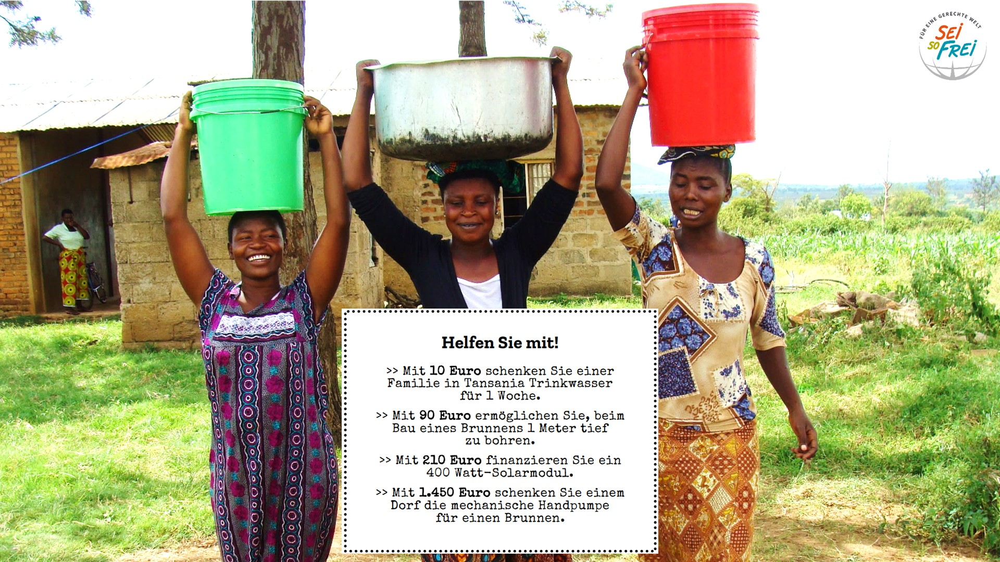 FÜR EINE GERECHTE WELT
SEi
SO FREi
Helfen Sie mit!
>> Mit 10 Euro schenken Sie einer
Familie in Tansania Trinkwasser
für 1 Woche.
>> Mit 90 Euro ermöglichen Sie, beim
Bau eines Brunnens 1 Meter tief
zu bohren.
>> Mit 210 Euro finanzieren Sie ein
400 Watt-Solarmodul.
>> Mit 1.450 Euro schenken Sie einem
Dorf die mechanische Handpumpe
für einen Brunnen.